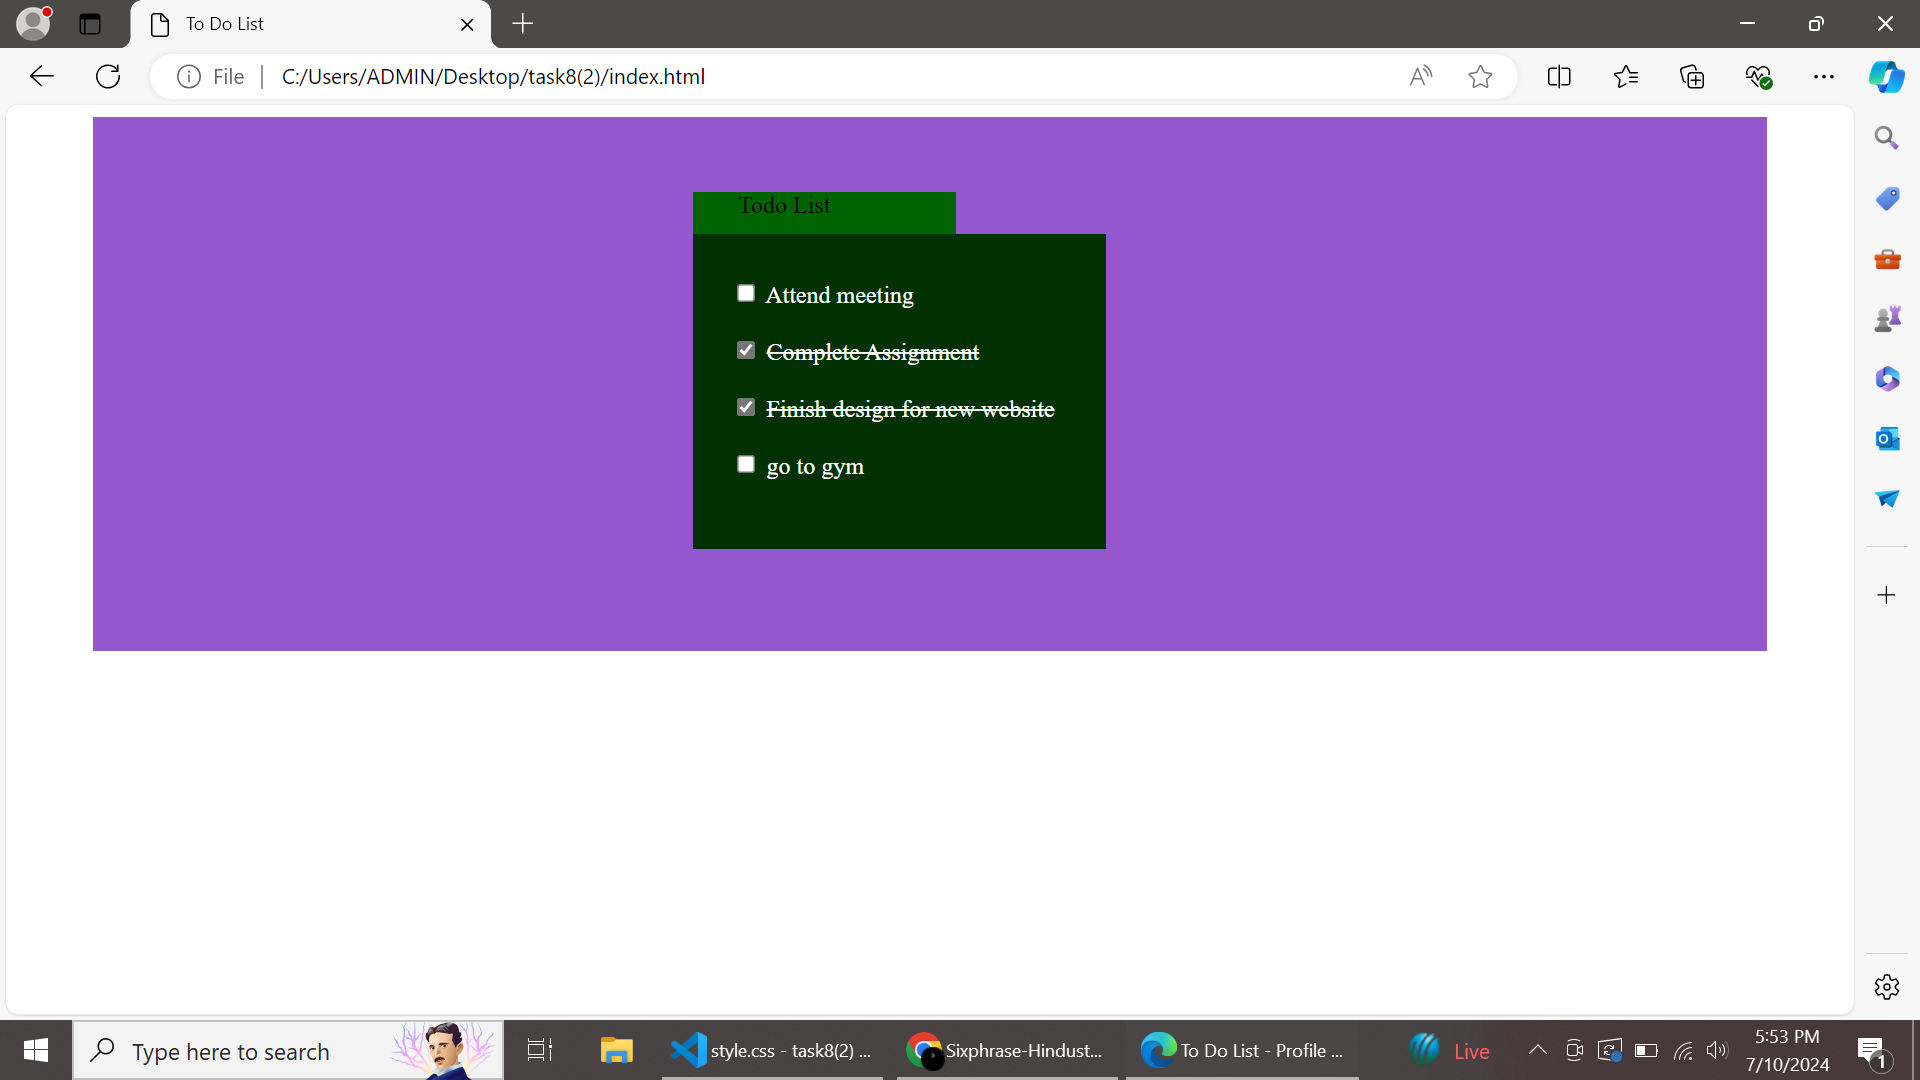 To Do List
File
C:/Users/ADMIN/Desktop/task8(2)/index.html
Todo List
Attend meeting
Complete Assignment
Finish design for new website
go to gym
Type here to search
style.css - task8(2) ...
Sixphrase-Hindust...
To Do List - Profile ...
Live
5:53 PM
7/10/2024
1